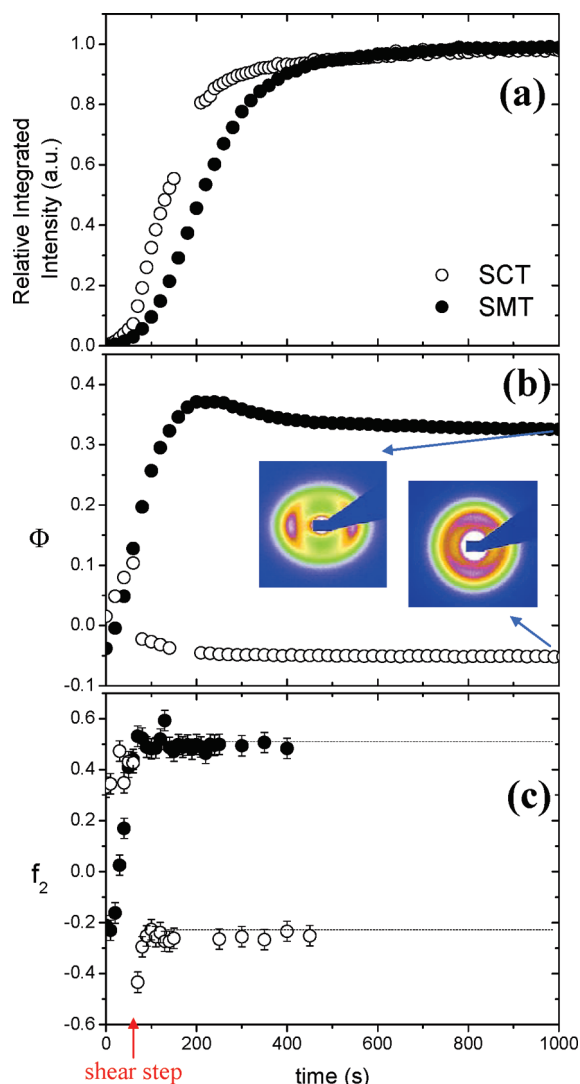 1.0
0.8
0.6
0.4
0.2
0.0
Relative Integrated
Intensity (a.u.)
(a)
SCT
SMT
0.4
0.3
0.2
0.1
0.0
-0.1
Φ
(b)
0.6
0.4
0.2
0.0
-0.2
-0.4
-0.6
f₂
(c)
0 200 400 600 800 1000
shear step
time (s)